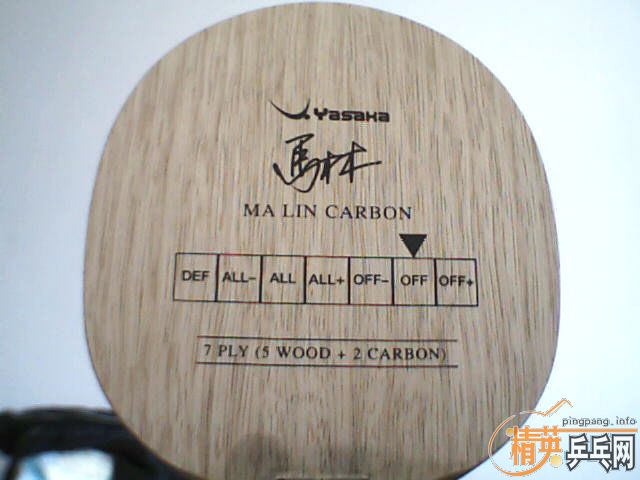 Yasaka
馬林
MA LIN CARBON
DEF ALL- ALL ALL+ OFF- OFF OFF+
7 PLY (5 WOOD + 2 CARBON)
pingpang.info
精英乒乓网